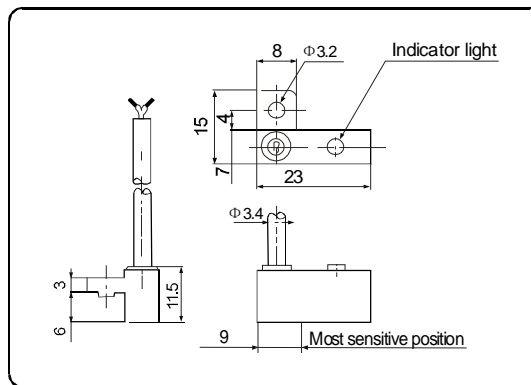 8
Φ3.2
Indicator light
15
4
7
23
Φ3.4
3
6
11.5
9
Most sensitive position